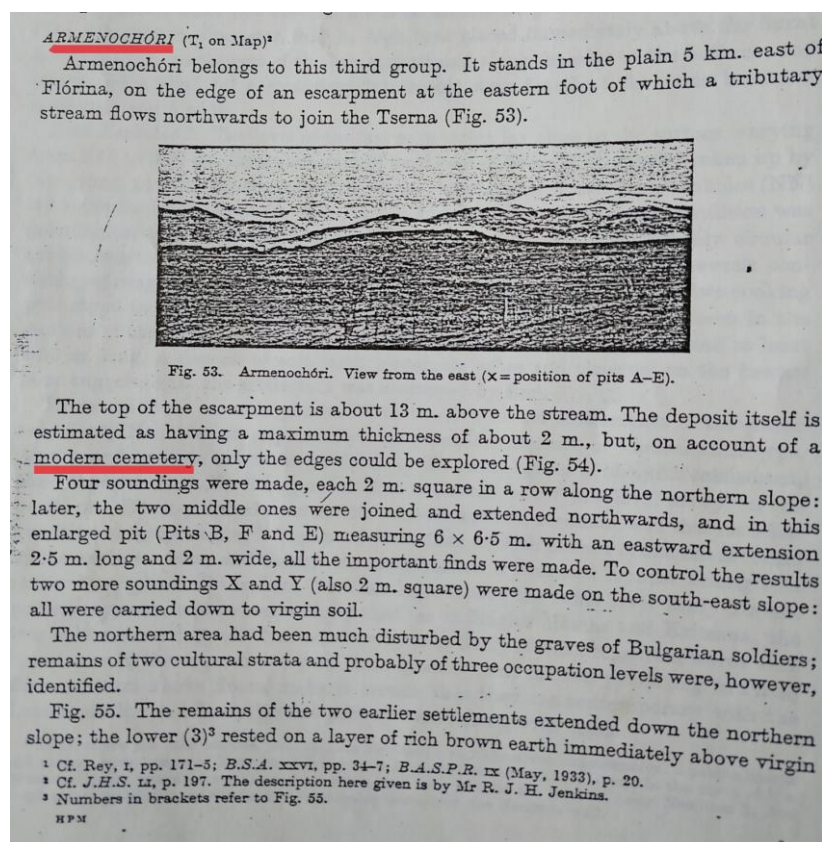 ARMENOCHÓRI (T₁ on Map)²
Armenochóri belongs to this third group. It stands in the plain 5 km. east of
Flórina, on the edge of an escarpment at the eastern foot of which a tributary
stream flows northwards to join the Tserna (Fig. 53).
Fig. 53. Armenochóri. View from the east (x = position of pits A–E).
The top of the escarpment is about 13 m. above the stream. The deposit itself is
estimated as having a maximum thickness of about 2 m., but, on account of a
modern cemetery, only the edges could be explored (Fig. 54).
Four soundings were made, each 2 m. square in a row along the northern slope:
later, the two middle ones were joined and extended northwards, and in this
enlarged pit (Pits B, F and E) measuring 6 × 6·5 m. with an eastward extension
2·5 m. long and 2 m. wide, all the important finds were made. To control the results
two more soundings X and Y (also 2 m. square) were made on the south-east slope:
all were carried down to virgin soil.
The northern area had been much disturbed by the graves of Bulgarian soldiers;
remains of two cultural strata and probably of three occupation levels were, however,
identified.
Fig. 55. The remains of the two earlier settlements extended down the northern
slope; the lower (3)³ rested on a layer of rich brown earth immediately above virgin
¹ Cf. Rey, I, pp. 171–5; B.S.A. XXVI, pp. 34–7; B.A.S.P.R. IX (May, 1933), p. 20.
² Cf. J.H.S. LI, p. 197. The description here given is by Mr R. J. H. Jenkins.
³ Numbers in brackets refer to Fig. 55.
HPM